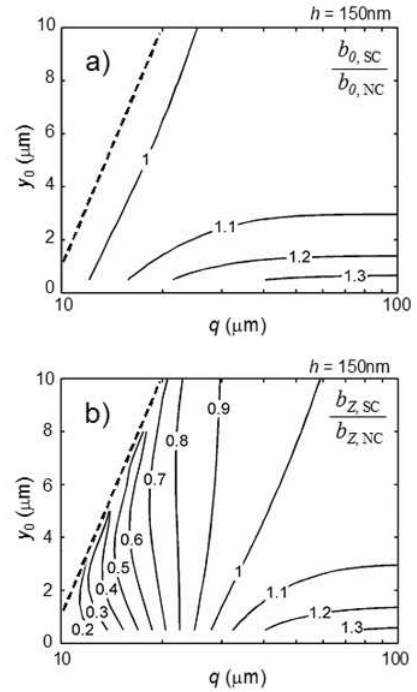 h = 150nm
a)
b0, SC
b0, NC
10
8
6
4
2
0
y0 (μm)
1
1.1
1.2
1.3
10
100
q (μm)
h = 150nm
b)
bZ, SC
bZ, NC
10
8
6
4
2
0
y0 (μm)
0.9
0.8
0.7
0.6
0.5
0.4
0.3
0.2
1
1.1
1.2
1.3
10
100
q (μm)